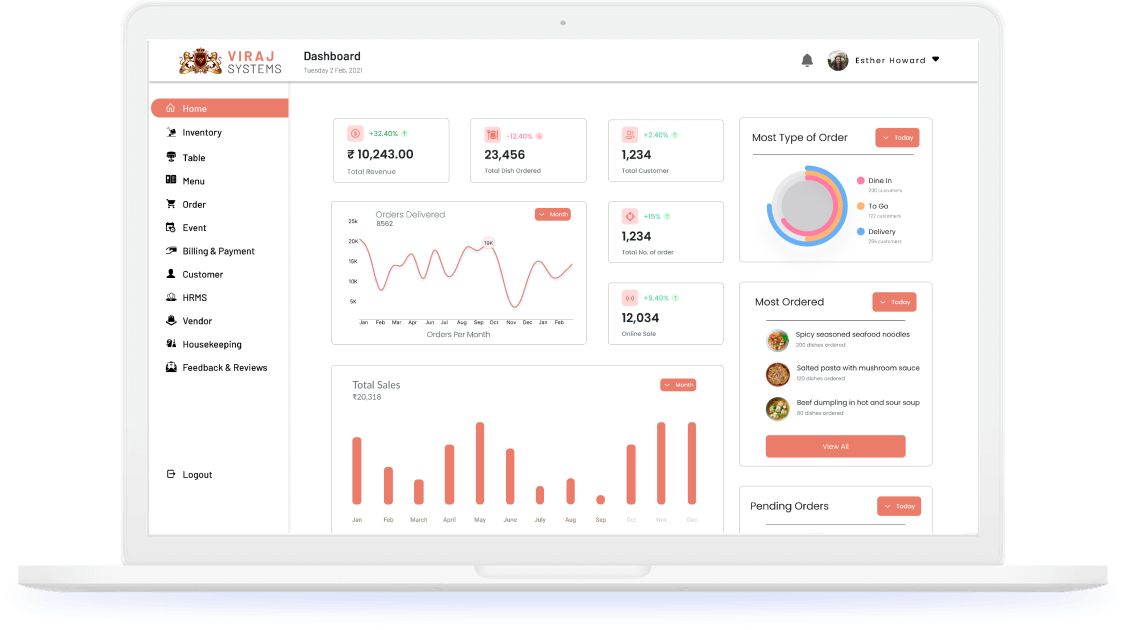 VIRAJ
SYSTEMS
Dashboard
Tuesday 2 Feb, 2021
Esther Howard
Home
Inventory
Table
Menu
Order
Event
Billing & Payment
Customer
HRMS
Vendor
Housekeeping
Feedback & Reviews
Logout
+32.40%
₹ 10,243.00
Total Revenue
-12.40%
23,456
Total Dish Ordered
+2.40%
1,234
Total Customer
Orders Delivered
8562
Month
25k
20K
15K
10K
5K
19K
Jan Feb Mar Apr Jun Jul Aug Sep Oct Nov Dec Jan Feb
Orders Per Month
+15%
1,234
Total No. of order
+9.40%
12,034
Online Sale
Total Sales
₹20,318
Month
Jan Feb March April May June July Aug Sep Oct Nov Dec
Most Type of Order
Today
Dine In
200 customers
To Go
122 customers
Delivery
264 customers
Most Ordered
Today
Spicy seasoned seafood noodles
200 dishes ordered
Salted pasta with mushroom sauce
120 dishes ordered
Beef dumpling in hot and sour soup
80 dishes ordered
View All
Pending Orders
Today